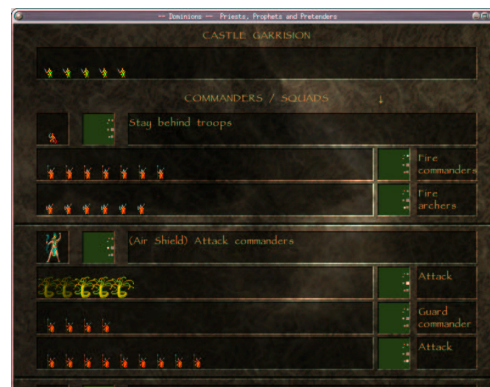 Dominions — Priests, Prophets and Pretenders
CASTLE GARRISION
COMMANDERS / SQUADS
Stay behind troops
Fire
commanders
Fire
archers
(Air Shield) Attack commanders
Attack
Guard
commander
Attack